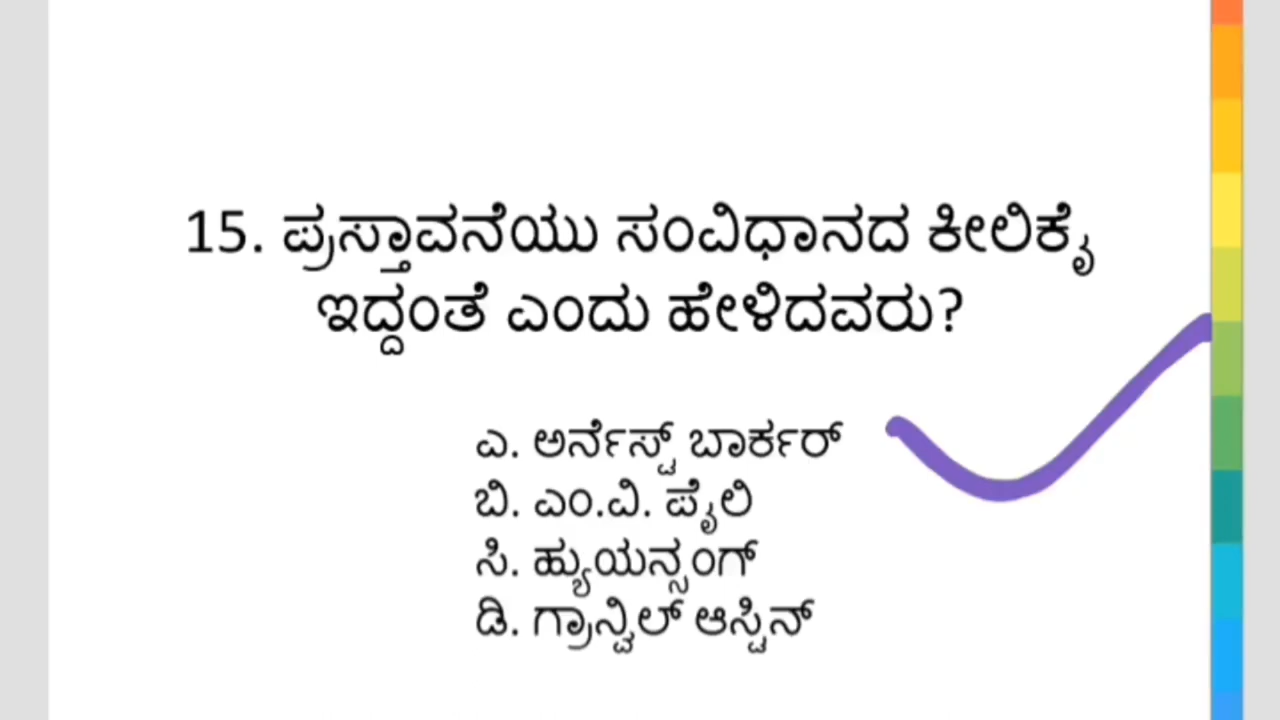 15. ಪ್ರಸ್ತಾವನೆಯು ಸಂವಿಧಾನದ ಕೀಲಿಕೈ
ಇದ್ದಂತೆ ಎಂದು ಹೇಳಿದವರು?
ಎ. ಅರ್ನೆಸ್ಟ್ ಬಾರ್ಕರ್
ಬಿ. ಎಂ.ವಿ. ಪೈಲಿ
ಸಿ. ಹ್ಯುಯನ್ಸಂಗ್
ಡಿ. ಗ್ರಾನ್ವಿಲ್ ಆಸ್ಟಿನ್